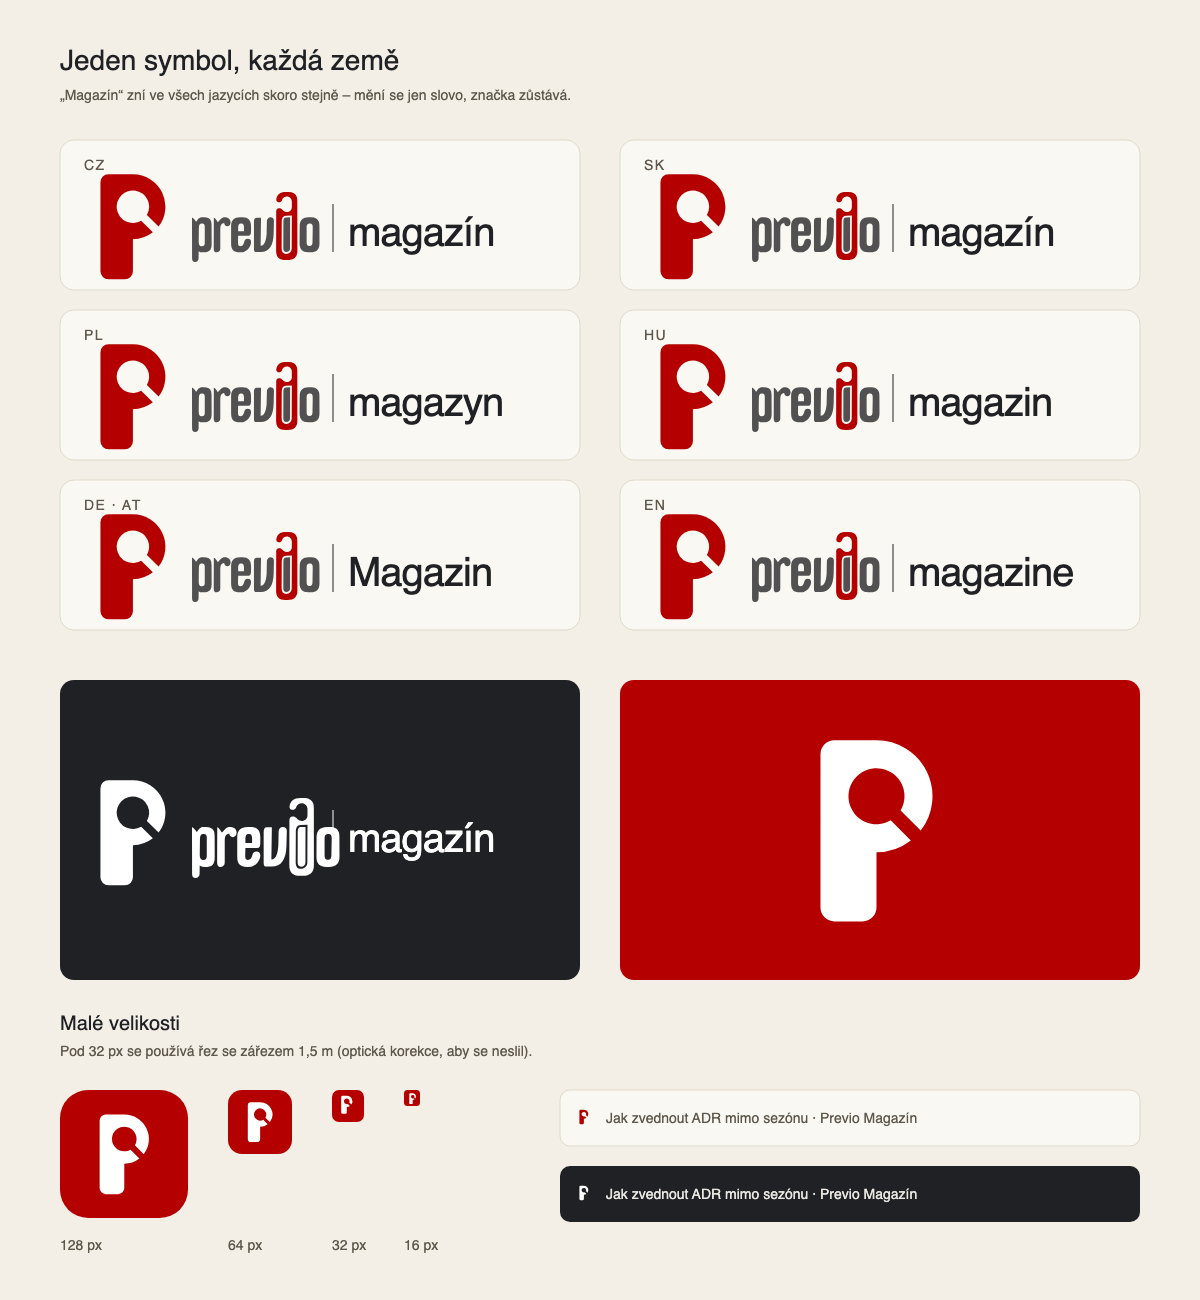 Jeden symbol, každá země
„Magazín“ zní ve všech jazycích skoro stejně – mění se jen slovo, značka zůstává.
CZ
previo magazín
SK
previo magazín
PL
previo magazyn
HU
previo magazin
DE · AT
previo Magazin
EN
previo magazine
previo magazín
Malé velikosti
Pod 32 px se používá řez se zářezem 1,5 m (optická korekce, aby se neslil).
Jak zvednout ADR mimo sezónu · Previo Magazín
Jak zvednout ADR mimo sezónu · Previo Magazín
128 px
64 px
32 px
16 px